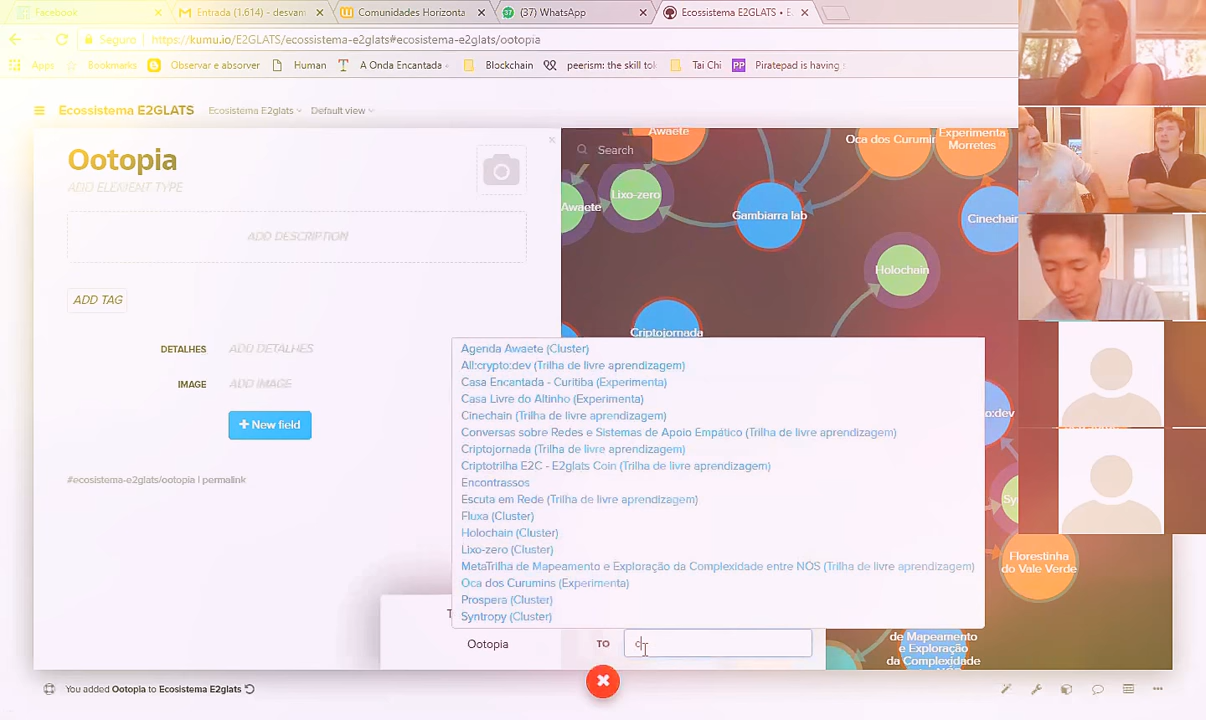 Facebook
Entrada (1.614) - desvan
Comunidades Horizonta
(37) WhatsApp
Ecossistema E2GLATS • E
Seguro
https://kumu.io/E2GLATS/ecossistema-e2glats#ecosistema-e2glats/ootopia
Apps
Bookmarks
Observar e absorver
Human
A Onda Encantada
Blockchain
peerism: the skill tok
Tai Chi
Piratepad is having
Ecossistema E2GLATS
Ecossistema E2glats
Default view
Ootopia
ADD ELEMENT TYPE
ADD DESCRIPTION
ADD TAG
DETALHES
ADD DETALHES
IMAGE
ADD IMAGE
+ New field
#ecosistema-e2glats/ootopia | permalink
Awaete
Search
Oca dos Curumin
Experimenta
Morretes
Awaete
Lixo-zero
Gambiarra lab
Cinechain
Holochain
Criptojornada
o:dev
Sy
Florestinha
do Vale Verde
de Mapeamento
e Exploração
da Complexidade
Agenda Awaete (Cluster)
All:crypto:dev (Trilha de livre aprendizagem)
Casa Encantada - Curitiba (Experimenta)
Casa Livre do Altinho (Experimenta)
Cinechain (Trilha de livre aprendizagem)
Conversas sobre Redes e Sistemas de Apoio Empático (Trilha de livre aprendizagem)
Criptojornada (Trilha de livre aprendizagem)
Criptotrilha E2C - E2glats Coin (Trilha de livre aprendizagem)
Encontrassos
Escuta em Rede (Trilha de livre aprendizagem)
Fluxa (Cluster)
Holochain (Cluster)
Lixo-zero (Cluster)
MetaTrilha de Mapeamento e Exploração da Complexidade entre NÓS (Trilha de livre aprendizagem)
Oca dos Curumins (Experimenta)
Prospera (Cluster)
Syntropy (Cluster)
Ootopia
TO
c
You added Ootopia to Ecosistema E2glats